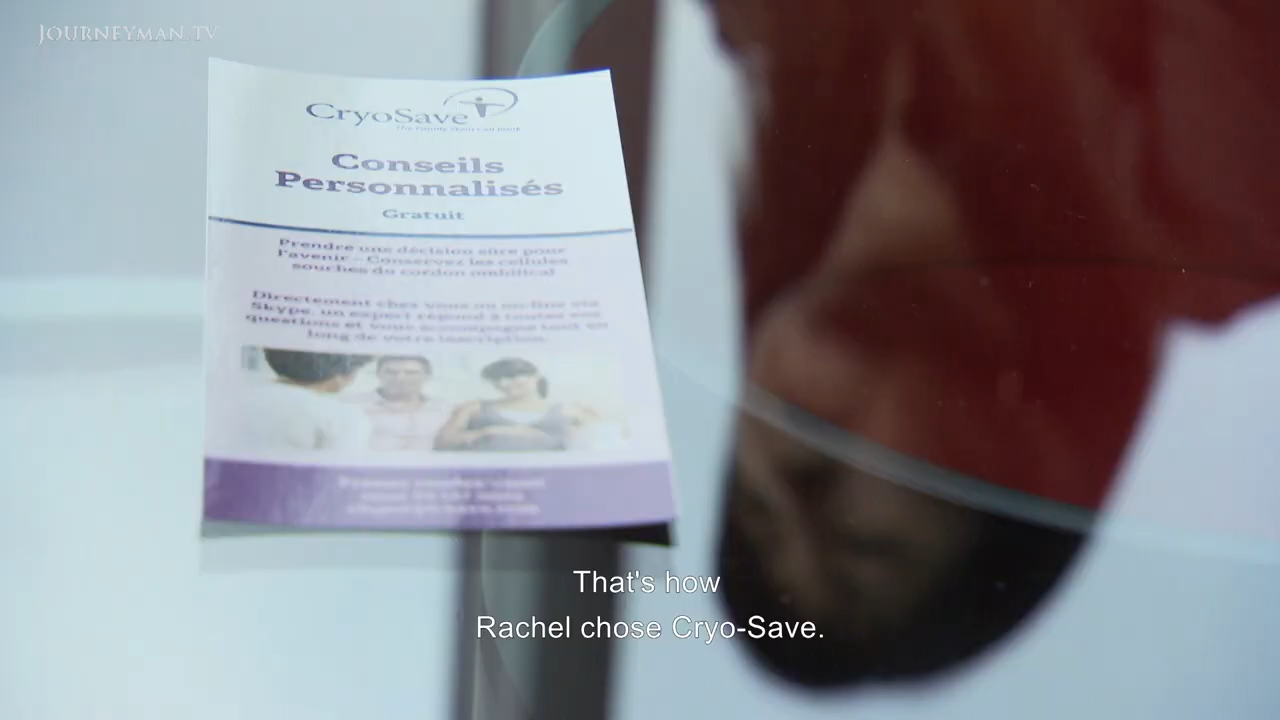 JOURNEYMAN.TV
CryoSave
The Family Stem Cell Bank
Conseils
Personnalisés
Gratuit
Prendre une décision sûre pour
l'avenir – Conservez les cellules
souches du cordon ombilical
Directement chez vous ou on-line via
Skype, un expert répond à toutes vos
questions et vous accompagne tout au
long de votre inscription.
That's how
Rachel chose Cryo-Save.